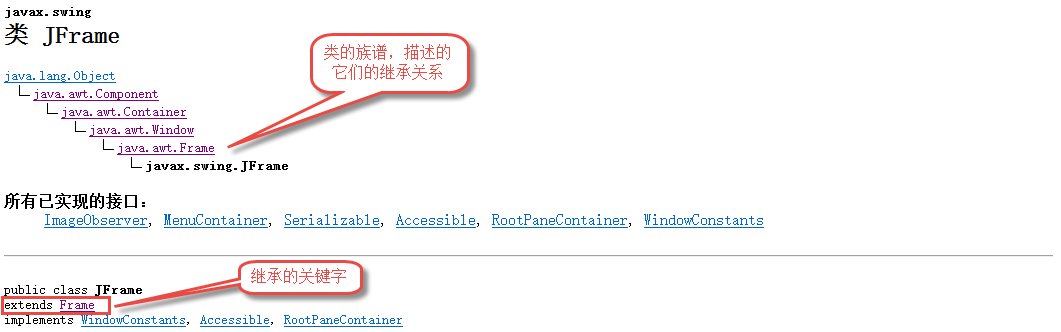 javax.swing
类 JFrame
类的族谱，描述的
它们的继承关系
java.lang.Object
java.awt.Component
java.awt.Container
java.awt.Window
java.awt.Frame
javax.swing.JFrame
所有已实现的接口：
ImageObserver, MenuContainer, Serializable, Accessible, RootPaneContainer, WindowConstants
继承的关键字
public class JFrame
extends Frame
implements WindowConstants, Accessible, RootPaneContainer